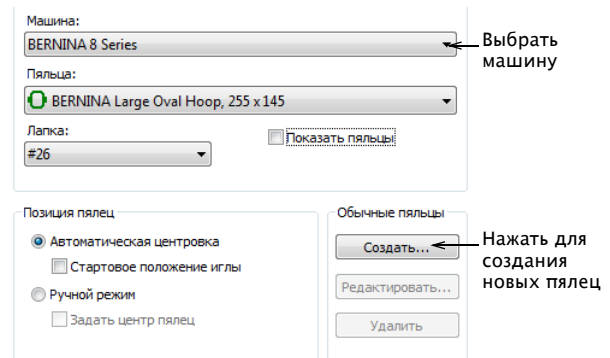 Машина:
BERNINA 8 Series
Выбрать
машину
Пяльца:
BERNINA Large Oval Hoop, 255 x 145
Лапка:
#26
Показать пяльцы
Позиция пялец
Автоматическая центровка
Стартовое положение иглы
Ручной режим
Задать центр пялец
Обычные пяльцы
Создать...
Редактировать...
Удалить
Нажать для
создания
новых пялец